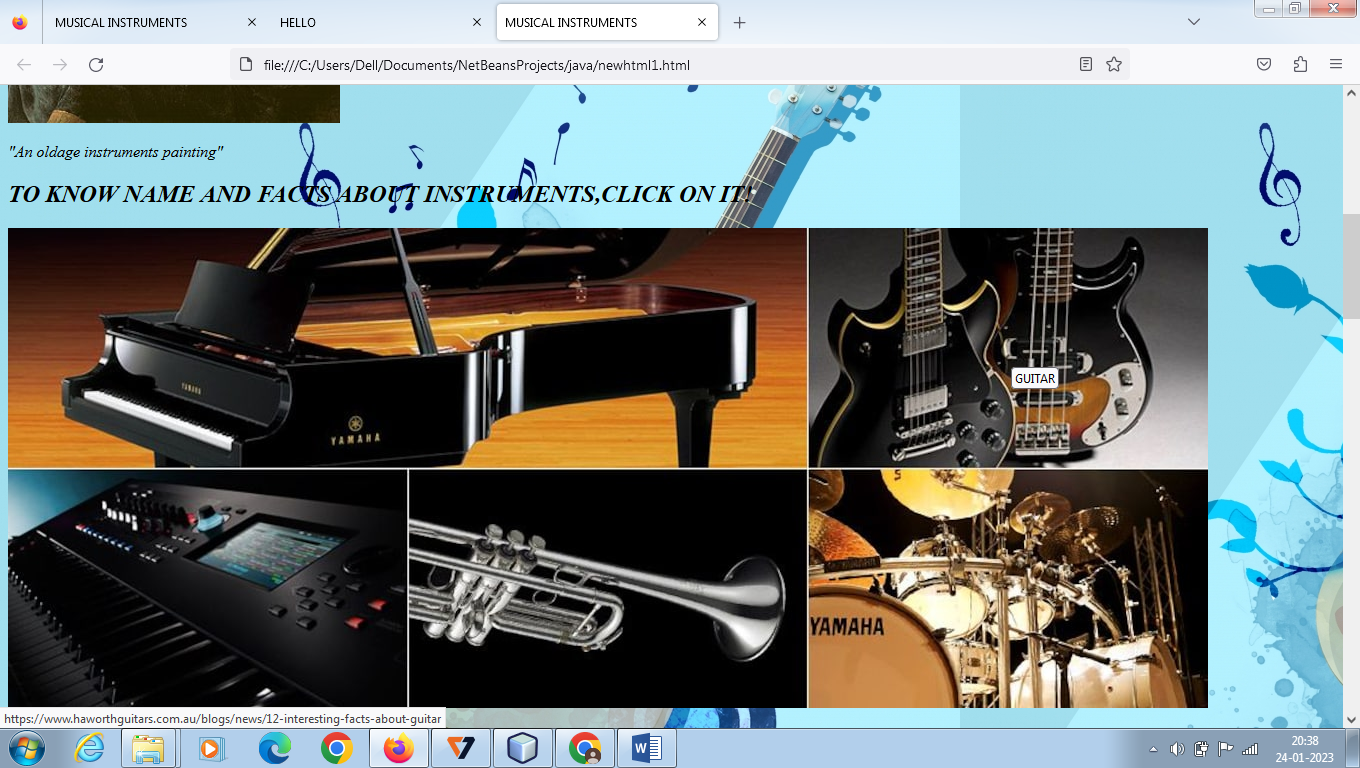 MUSICAL INSTRUMENTS
HELLO
MUSICAL INSTRUMENTS
file:///C:/Users/Dell/Documents/NetBeansProjects/java/newhtml1.html
"An oldage instruments painting"
TO KNOW NAME AND FACTS ABOUT INSTRUMENTS,CLICK ON IT!
YAMAHA
YAMAHA
GUITAR
YAMAHA
https://www.haworthguitars.com.au/blogs/news/12-interesting-facts-about-guitar
20:38
24-01-2023